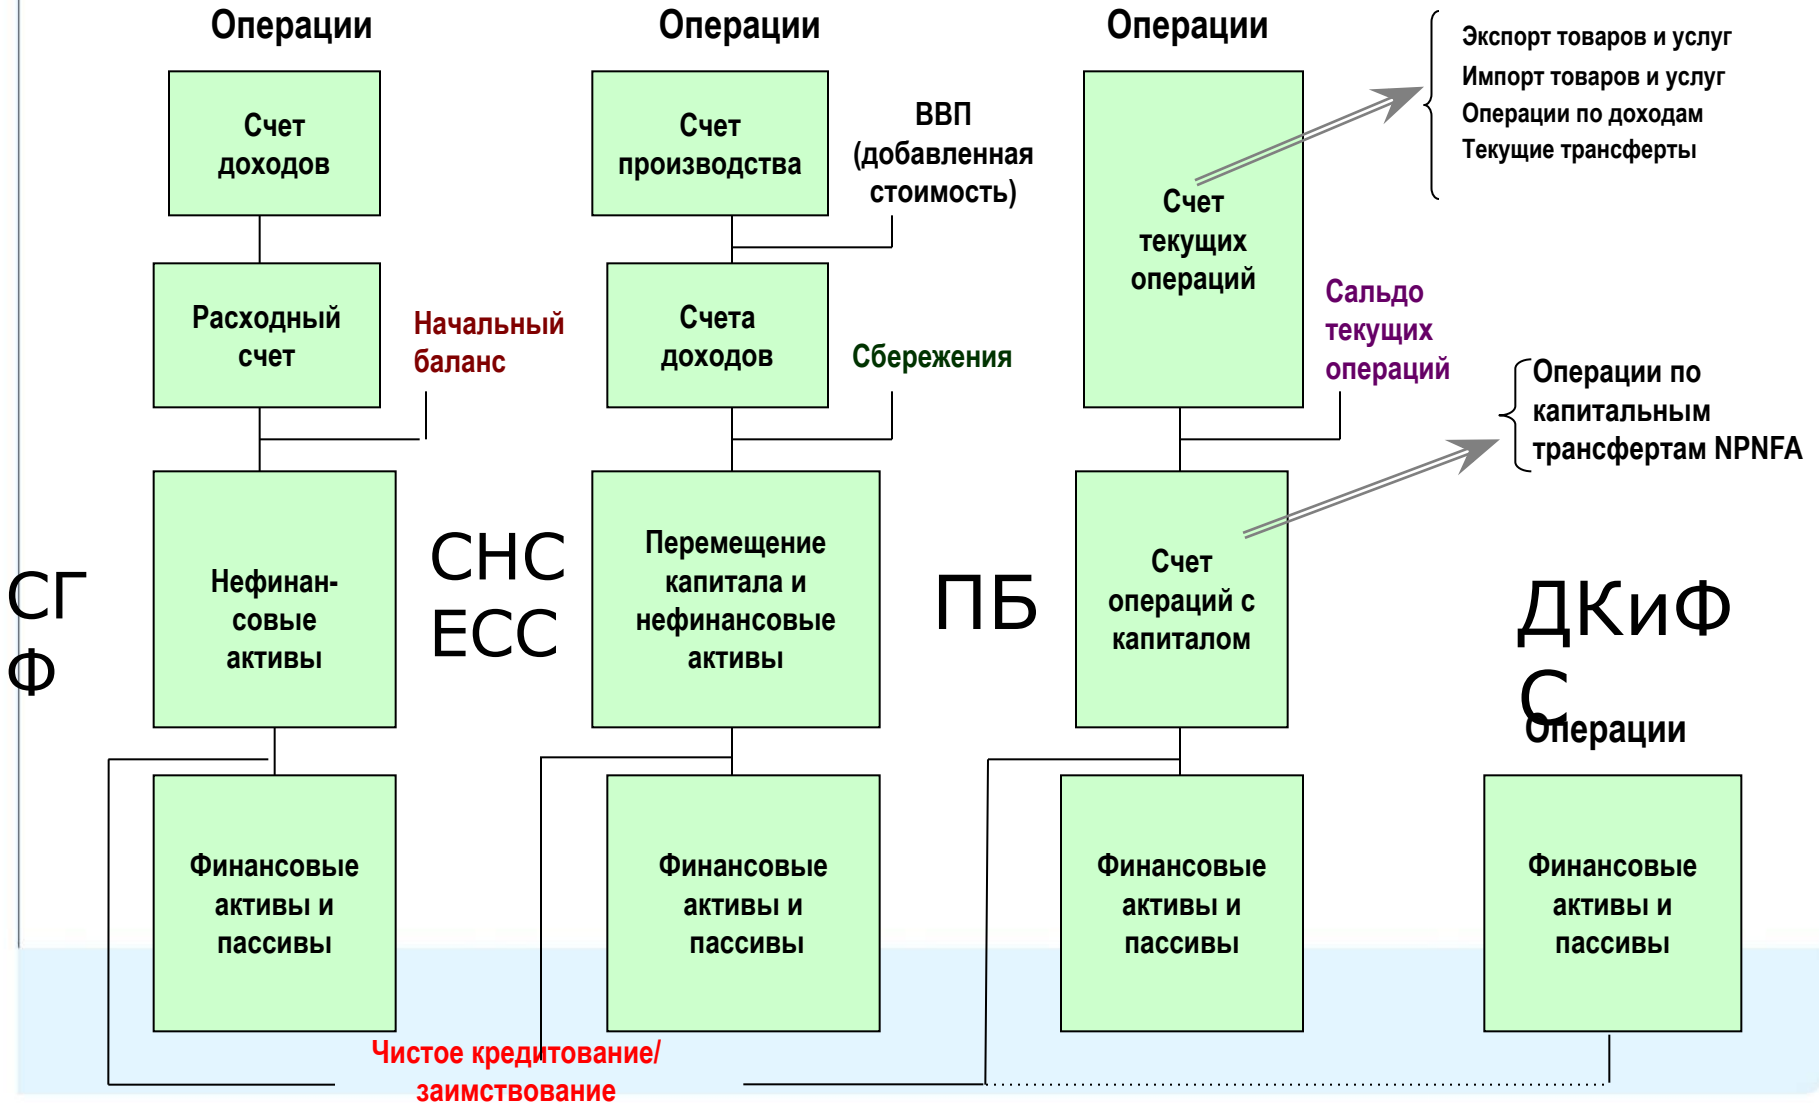 Операции
Счет
доходов
Расходный
счет
Начальный
баланс
СГ
Ф
Нефинан-
совые
активы
Финансовые
активы и
пассивы
Операции
Счет
производства
ВВП
(добавленная
стоимость)
Счета
доходов
Сбережения
СНС
ЕСС
Перемещение
капитала и
нефинансовые
активы
Финансовые
активы и
пассивы
Операции
Счет
текущих
операций
Экспорт товаров и услуг
Импорт товаров и услуг
Операции по доходам
Текущие трансферты
Сальдо
текущих
операций
Операции по
капитальным
трансфертам NPNFA
ПБ
Счет
операций с
капиталом
Финансовые
активы и
пассивы
ДКиФ
С
Операции
Финансовые
активы и
пассивы
Чистое кредитование/
заимствование